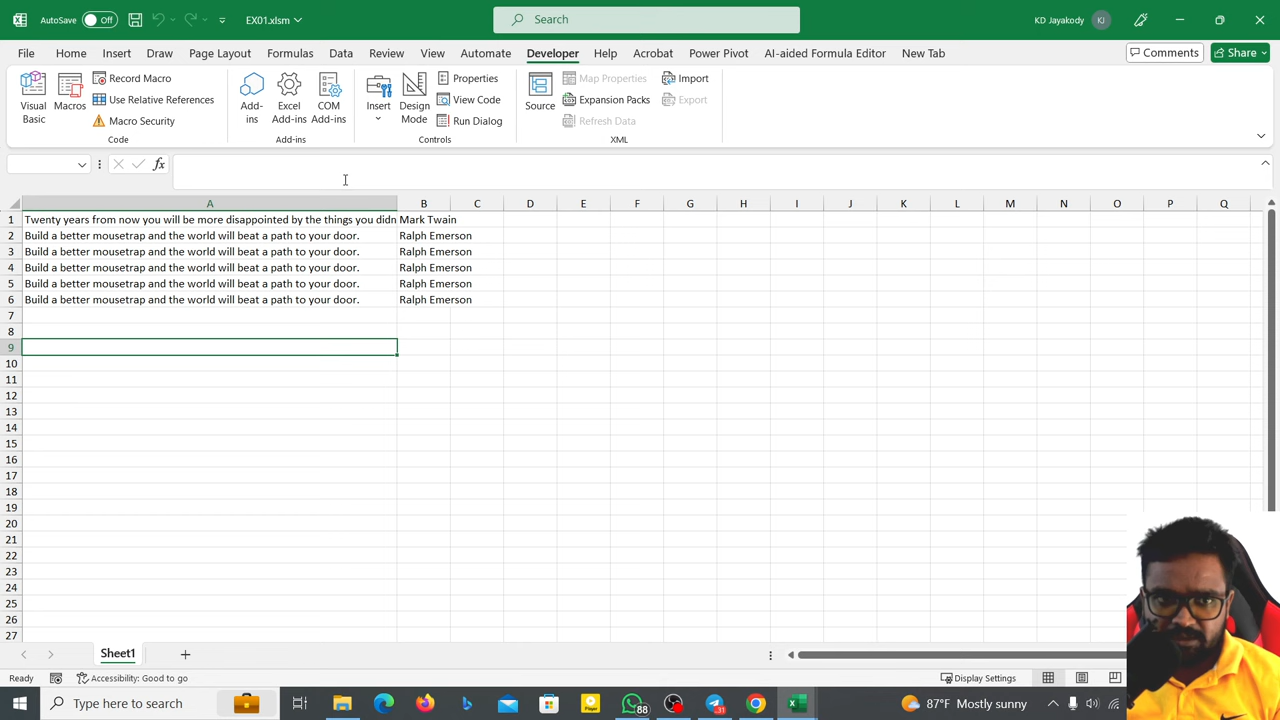 AutoSave Off EX01.xlsm Search KD Jayakody KJ
File Home Insert Draw Page Layout Formulas Data Review View Automate Developer Help Acrobat Power Pivot AI-aided Formula Editor New Tab Comments Share
Visual Basic
Macros
Record Macro
Use Relative References
Macro Security
Code
Add-ins
Excel Add-ins
COM Add-ins
Add-ins
Insert
Design Mode
Properties
View Code
Run Dialog
Controls
Source
Map Properties
Expansion Packs
Refresh Data
Import
Export
XML
fx
A B C D E F G H I J K L M N O P Q
1 Twenty years from now you will be more disappointed by the things you didn Mark Twain
2 Build a better mousetrap and the world will beat a path to your door. Ralph Emerson
3 Build a better mousetrap and the world will beat a path to your door. Ralph Emerson
4 Build a better mousetrap and the world will beat a path to your door. Ralph Emerson
5 Build a better mousetrap and the world will beat a path to your door. Ralph Emerson
6 Build a better mousetrap and the world will beat a path to your door. Ralph Emerson
7
8
9
10
11
12
13
14
15
16
17
18
19
20
21
22
23
24
25
26
27
Sheet1
Ready Accessibility: Good to go Display Settings
Type here to search 88 31 87°F Mostly sunny